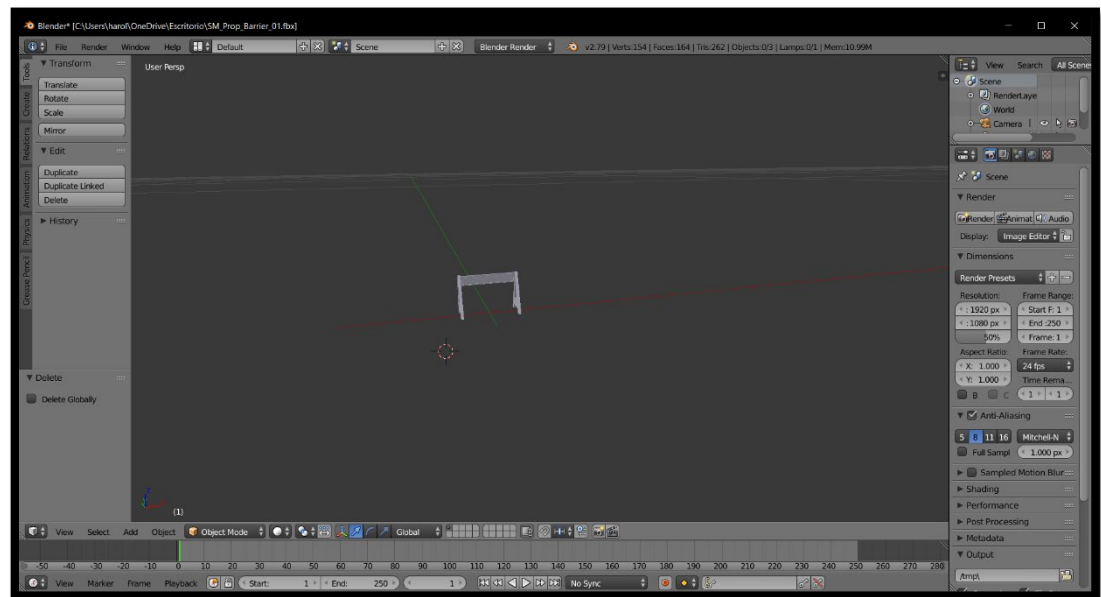 Blender* [C:\Users\harol\OneDrive\Escritorio\SM_Prop_Barrier_01.fbx]
File Render Window Help Default Scene Blender Render v2.79 | Verts:154 | Faces:164 | Tris:262 | Objects:0/3 | Lamps:0/1 | Mem:10.99M
Tools
Create
Relations
Animation
Physics
Grease Pencil
Transform
Translate
Rotate
Scale
Mirror
Edit
Duplicate
Duplicate Linked
Delete
History
Delete
Delete Globally
User Persp
(1)
View Search All Scene
Scene
RenderLaye
World
Camera
Scene
Render
Render Animat Audio
Display: Image Editor
Dimensions
Render Presets
Resolution: Frame Range:
: 1920 px Start F: 1
: 1080 px End :250
50% Frame: 1
Aspect Ratio: Frame Rate:
X: 1.000 24 fps
Y: 1.000 Time Rema...
B C 1 1
Anti-Aliasing
5 8 11 16 Mitchell-N
Full Sampl 1.000 px
Sampled Motion Blur
Shading
Performance
Post Processing
Metadata
Output
/tmp\
View Select Add Object Object Mode Global
-50 -40 -30 -20 -10 0 10 20 30 40 50 60 70 80 90 100 110 120 130 140 150 160 170 180 190 200 210 220 230 240 250 260 270 280
View Marker Frame Playback Start: 1 End: 250 1 No Sync